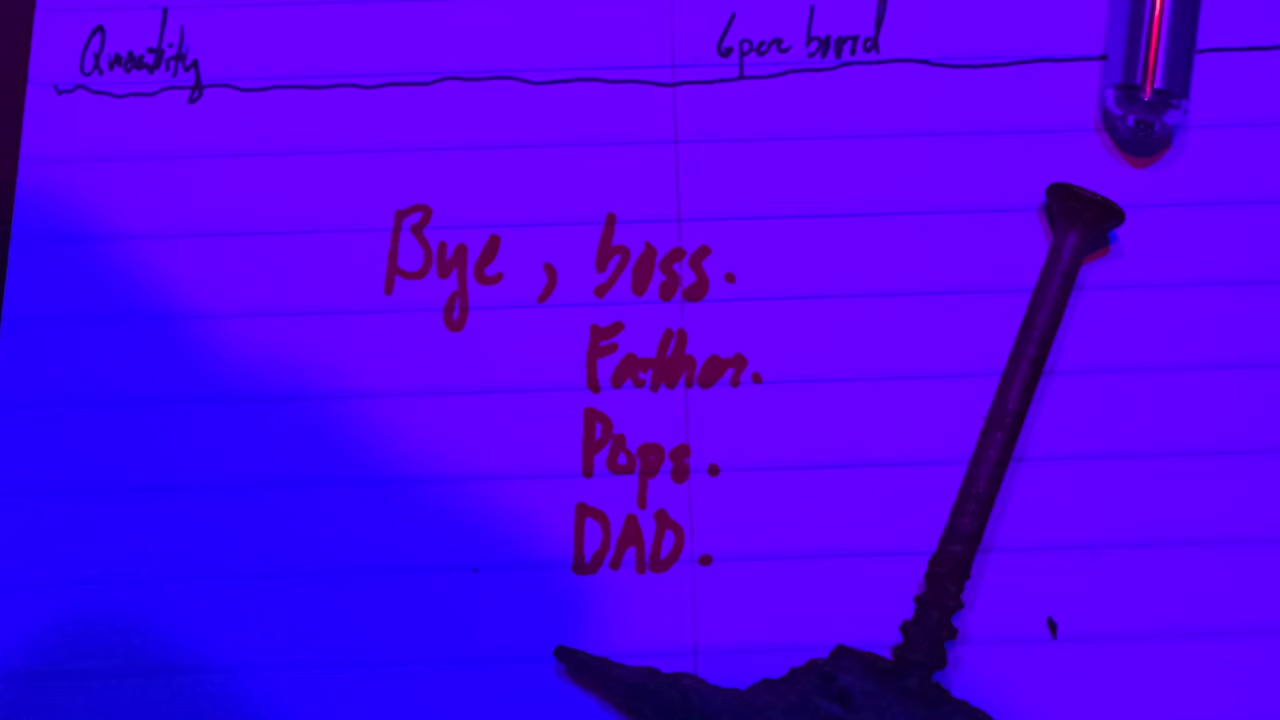 Quantity 6 per board
Bye, boss.
Father.
Pops.
DAD.